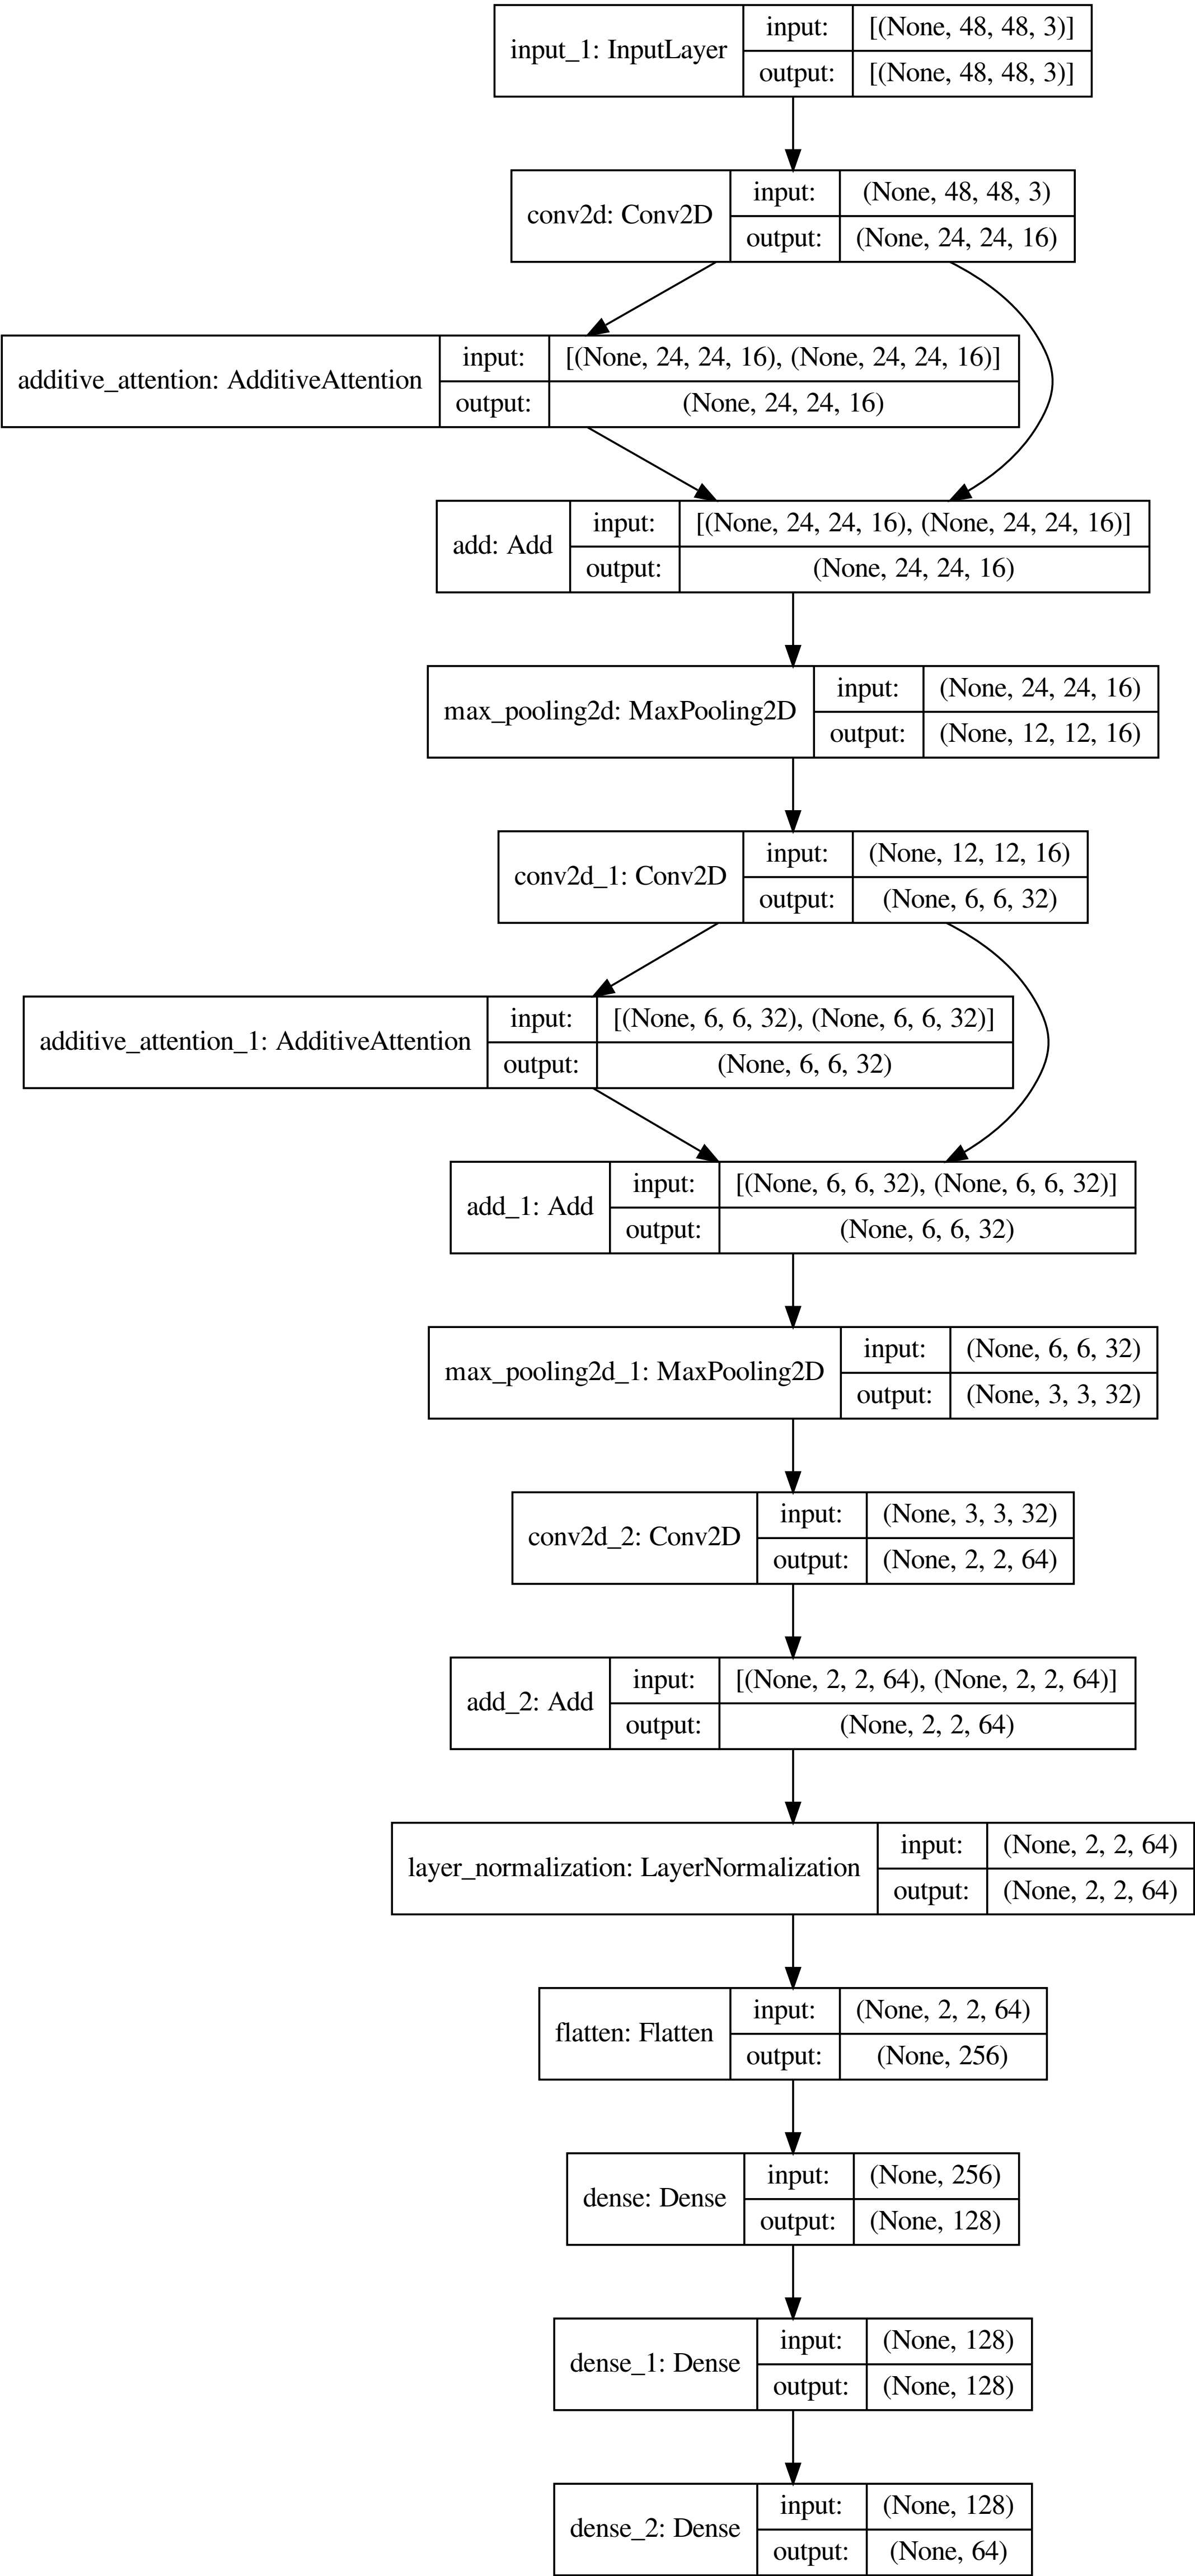 input_1: InputLayer
input: [(None, 48, 48, 3)]
output: [(None, 48, 48, 3)]
conv2d: Conv2D
input: (None, 48, 48, 3)
output: (None, 24, 24, 16)
additive_attention: AdditiveAttention
input: [(None, 24, 24, 16), (None, 24, 24, 16)]
output: (None, 24, 24, 16)
add: Add
input: [(None, 24, 24, 16), (None, 24, 24, 16)]
output: (None, 24, 24, 16)
max_pooling2d: MaxPooling2D
input: (None, 24, 24, 16)
output: (None, 12, 12, 16)
conv2d_1: Conv2D
input: (None, 12, 12, 16)
output: (None, 6, 6, 32)
additive_attention_1: AdditiveAttention
input: [(None, 6, 6, 32), (None, 6, 6, 32)]
output: (None, 6, 6, 32)
add_1: Add
input: [(None, 6, 6, 32), (None, 6, 6, 32)]
output: (None, 6, 6, 32)
max_pooling2d_1: MaxPooling2D
input: (None, 6, 6, 32)
output: (None, 3, 3, 32)
conv2d_2: Conv2D
input: (None, 3, 3, 32)
output: (None, 2, 2, 64)
add_2: Add
input: [(None, 2, 2, 64), (None, 2, 2, 64)]
output: (None, 2, 2, 64)
layer_normalization: LayerNormalization
input: (None, 2, 2, 64)
output: (None, 2, 2, 64)
flatten: Flatten
input: (None, 2, 2, 64)
output: (None, 256)
dense: Dense
input: (None, 256)
output: (None, 128)
dense_1: Dense
input: (None, 128)
output: (None, 128)
dense_2: Dense
input: (None, 128)
output: (None, 64)